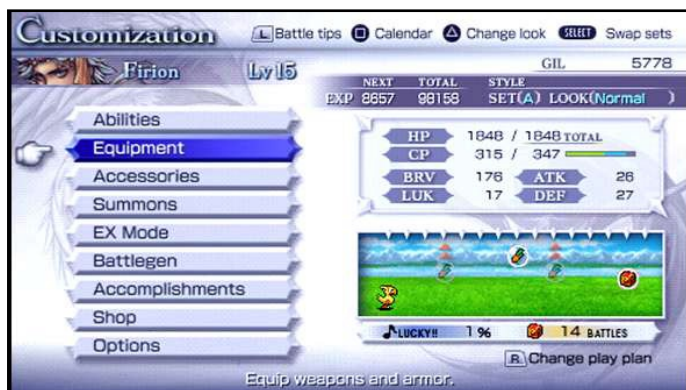 Customization L Battle tips Calendar Change look SELECT Swap sets
Firion Lv 15
GIL 5778
NEXT TOTAL STYLE
EXP 8657 98158 SET(A) LOOK(Normal )
Abilities
Equipment
Accessories
Summons
EX Mode
Battlegen
Accomplishments
Shop
Options
HP 1848 / 1848 TOTAL
CP 315 / 347
BRV 176 ATK 26
LUK 17 DEF 27
LUCKY!! 1 % 14 BATTLES
R Change play plan
Equip weapons and armor.